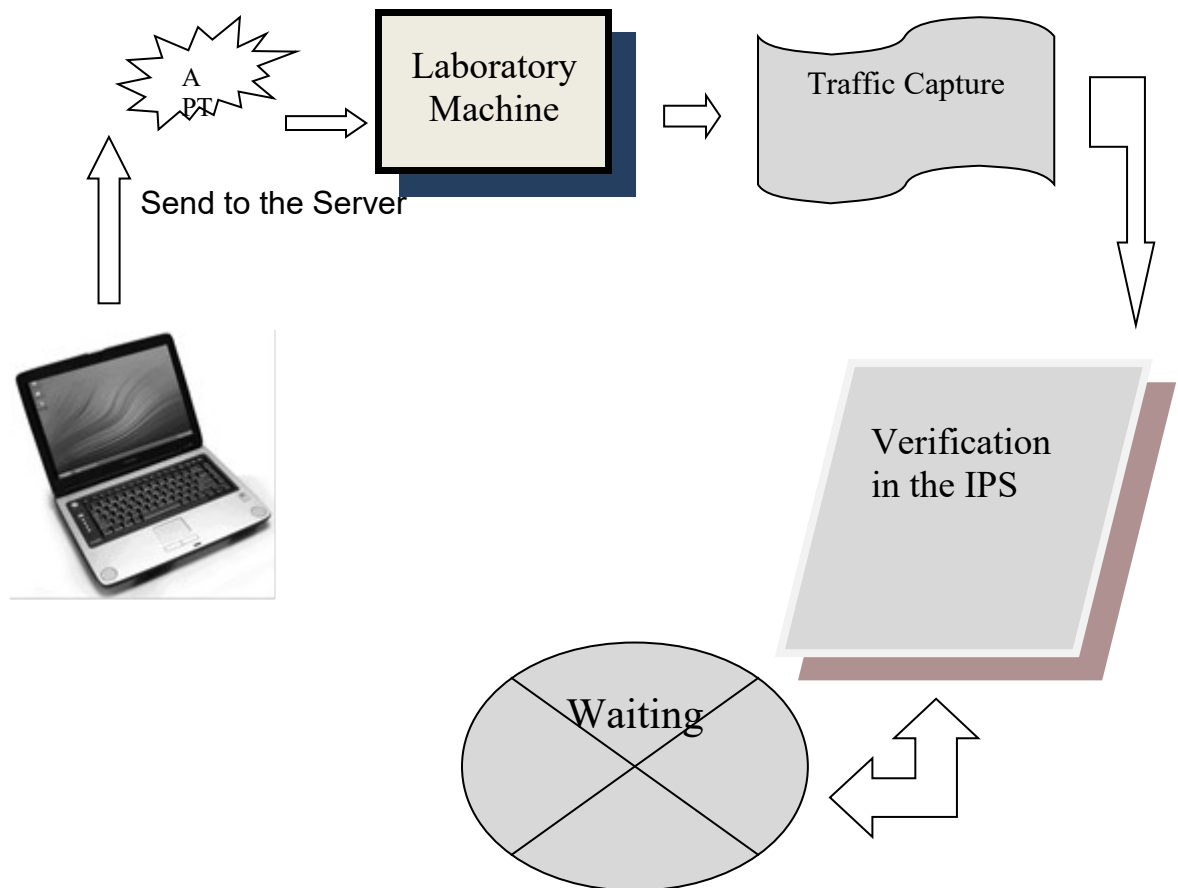 A
PT
Laboratory
Machine
Traffic Capture
Send to the Server
Verification
in the IPS
Waiting